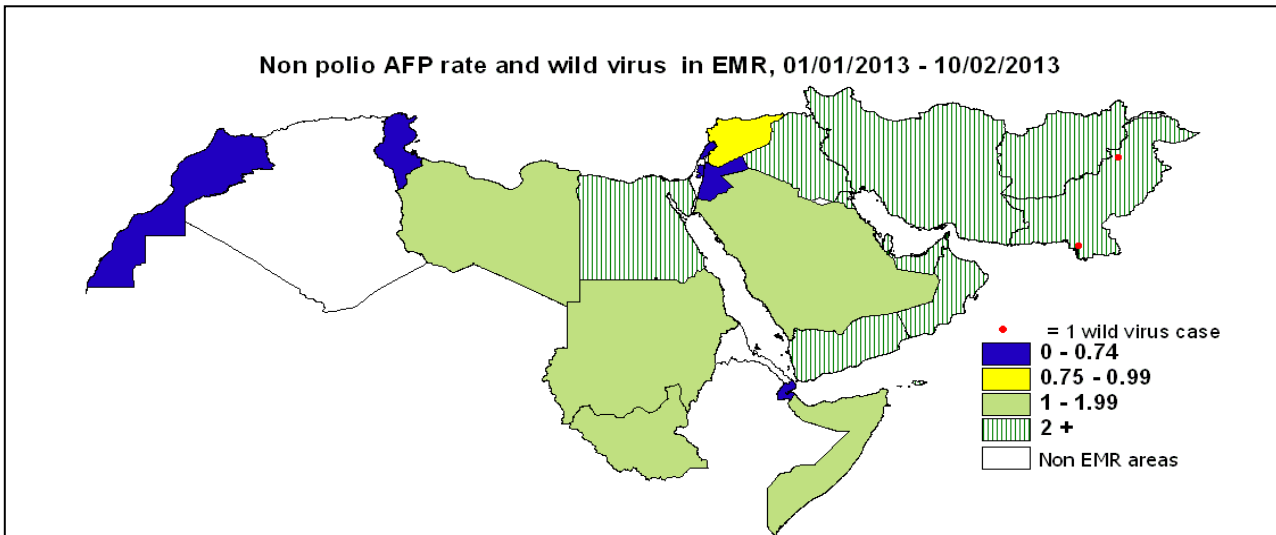 Non polio AFP rate and wild virus in EMR, 01/01/2013 - 10/02/2013
= 1 wild virus case
0 - 0.74
0.75 - 0.99
1 - 1.99
2 +
Non EMR areas